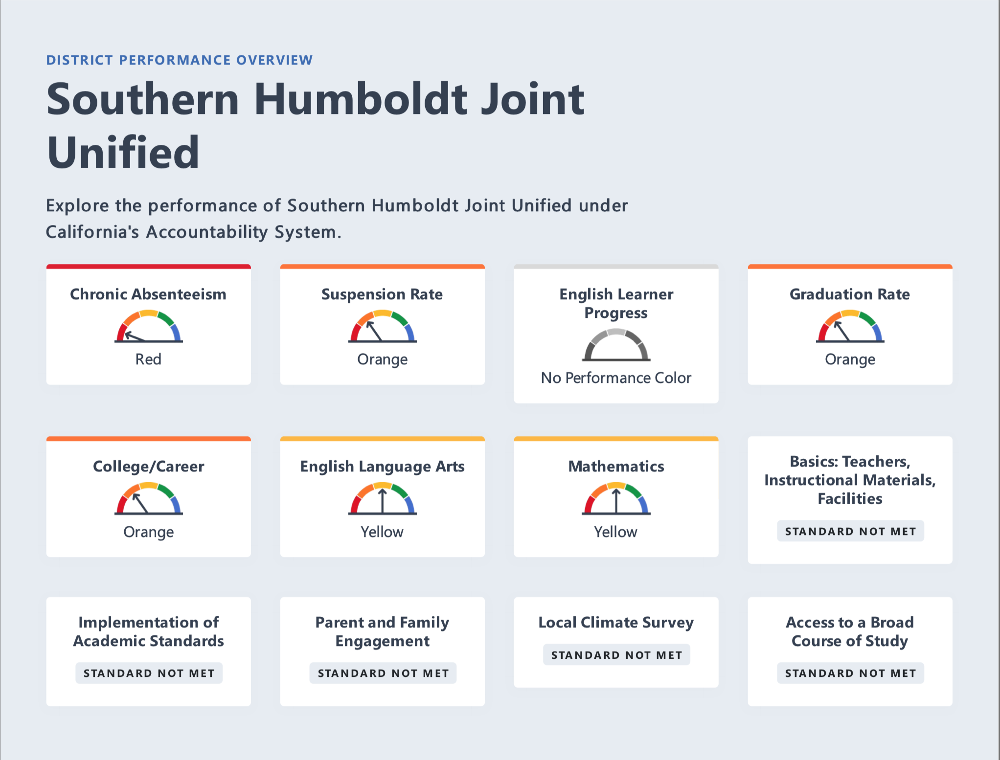 DISTRICT PERFORMANCE OVERVIEW
Southern Humboldt Joint
Unified
Explore the performance of Southern Humboldt Joint Unified under
California's Accountability System.
Chronic Absenteeism
Red
Suspension Rate
Orange
English Learner
Progress
No Performance Color
Graduation Rate
Orange
College/Career
Orange
English Language Arts
Yellow
Mathematics
Yellow
Basics: Teachers,
Instructional Materials,
Facilities
STANDARD NOT MET
Implementation of
Academic Standards
STANDARD NOT MET
Parent and Family
Engagement
STANDARD NOT MET
Local Climate Survey
STANDARD NOT MET
Access to a Broad
Course of Study
STANDARD NOT MET